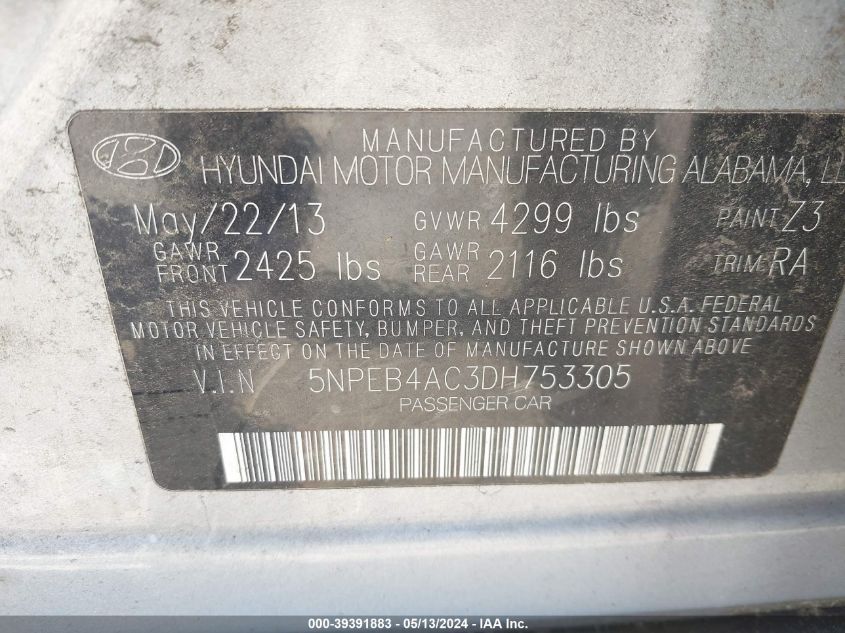 MANUFACTURED BY
HYUNDAI MOTOR MANUFACTURING ALABAMA, LL
May/22/13 GVWR 4299 lbs PAINT Z3
GAWR FRONT 2425 lbs GAWR REAR 2116 lbs TRIM RA
THIS VEHICLE CONFORMS TO ALL APPLICABLE U.S.A. FEDERAL
MOTOR VEHICLE SAFETY, BUMPER, AND THEFT PREVENTION STANDARDS
IN EFFECT ON THE DATE OF MANUFACTURE SHOWN ABOVE
V.I.N 5NPEB4AC3DH753305
PASSENGER CAR
000-39391883 - 05/13/2024 - IAA Inc.